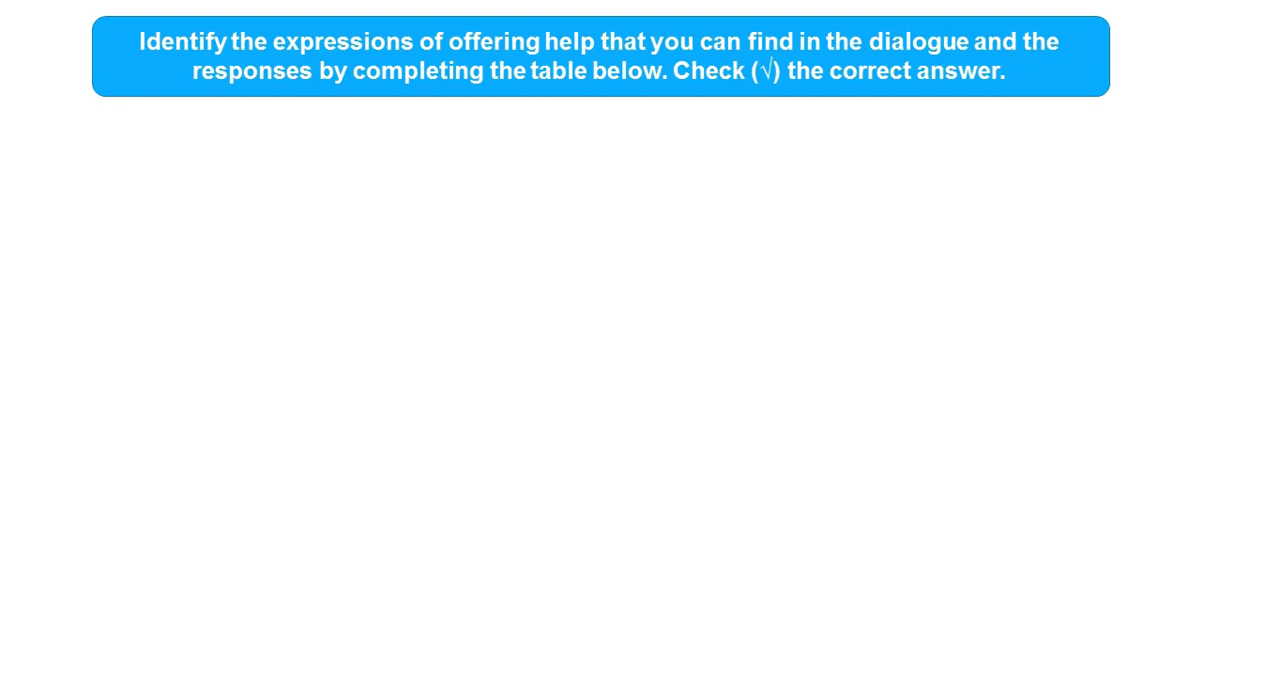 Identify the expressions of offering help that you can find in the dialogue and the
responses by completing the table below. Check (√) the correct answer.